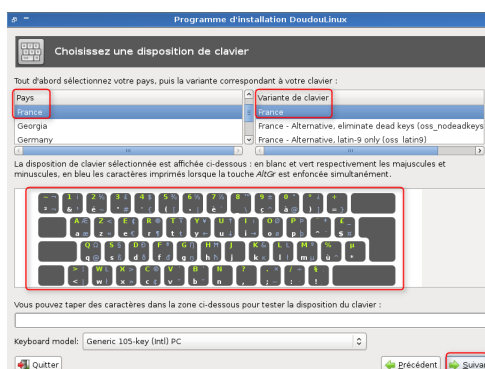 Programme d'installation DoudouLinux
Choisissez une disposition de clavier
Tout d'abord sélectionnez votre pays, puis la variante correspondant à votre clavier :
Pays
Variante de clavier
France
France
Georgia
France - Alternative, eliminate dead keys (oss_nodeadkeys
Germany
France - Alternative, latin-9 only (oss_latin9)
La disposition de clavier sélectionnée est affichée ci-dessous : en blanc et vert respectivement les majuscules et
minuscules, en bleu les caractères imprimés lorsque la touche AltGr est enfoncée simultanément.
Vous pouvez taper des caractères dans la zone ci-dessous pour tester la disposition du clavier :
Keyboard model: Generic 105-key (Intl) PC
Quitter
Précédent
Suivan